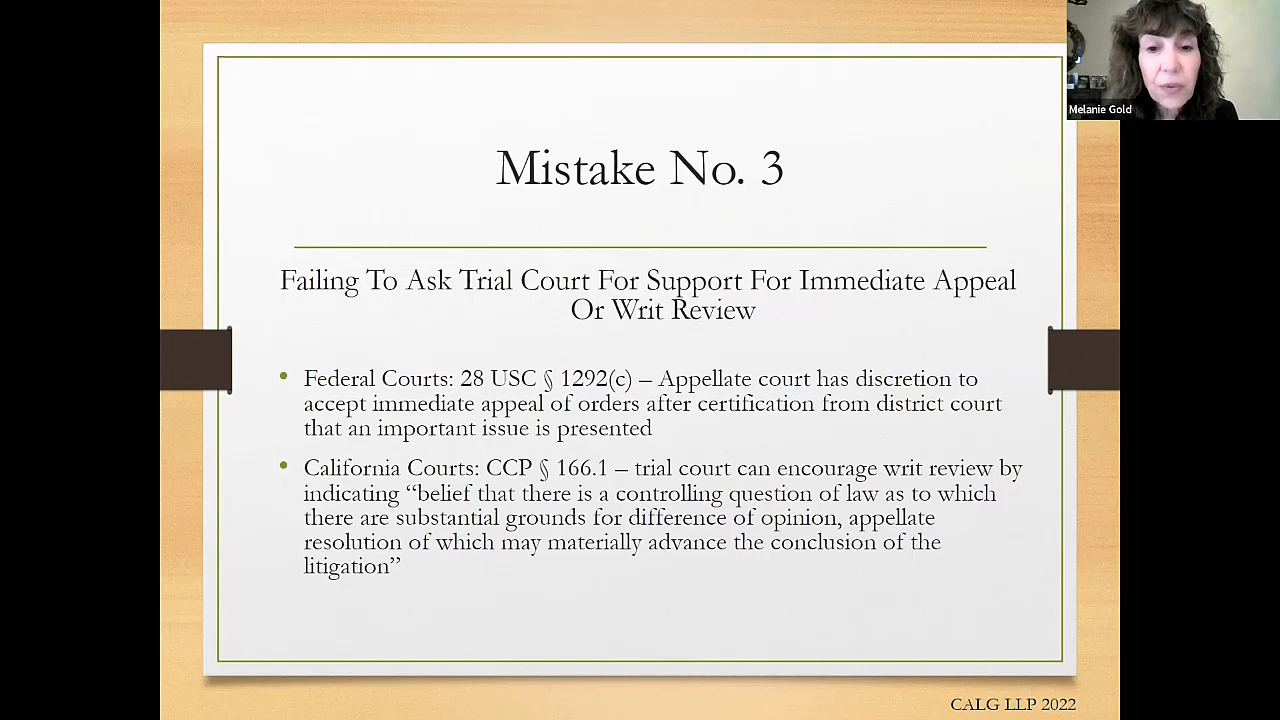 Melanie Gold
Mistake No. 3
Failing To Ask Trial Court For Support For Immediate Appeal
Or Writ Review
• Federal Courts: 28 USC § 1292(c) – Appellate court has discretion to
accept immediate appeal of orders after certification from district court
that an important issue is presented
• California Courts: CCP § 166.1 – trial court can encourage writ review by
indicating “belief that there is a controlling question of law as to which
there are substantial grounds for difference of opinion, appellate
resolution of which may materially advance the conclusion of the
litigation”
CALG LLP 2022